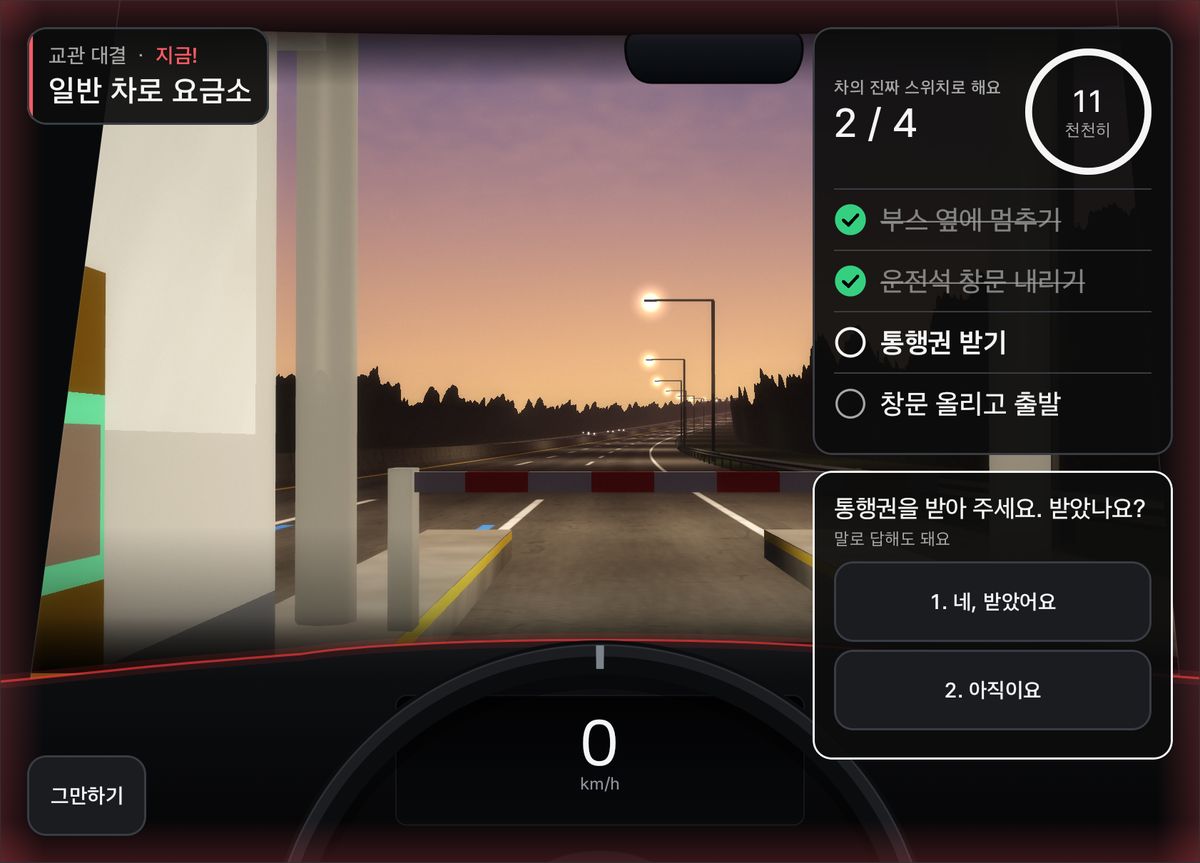 교관 대결 · 지금!
일반 차로 요금소
차의 진짜 스위치로 해요
2 / 4
11
천천히
부스 옆에 멈추기
운전석 창문 내리기
통행권 받기
창문 올리고 출발
통행권을 받아 주세요. 받았나요?
말로 답해도 돼요
1. 네, 받았어요
2. 아직이요
0
km/h
그만하기